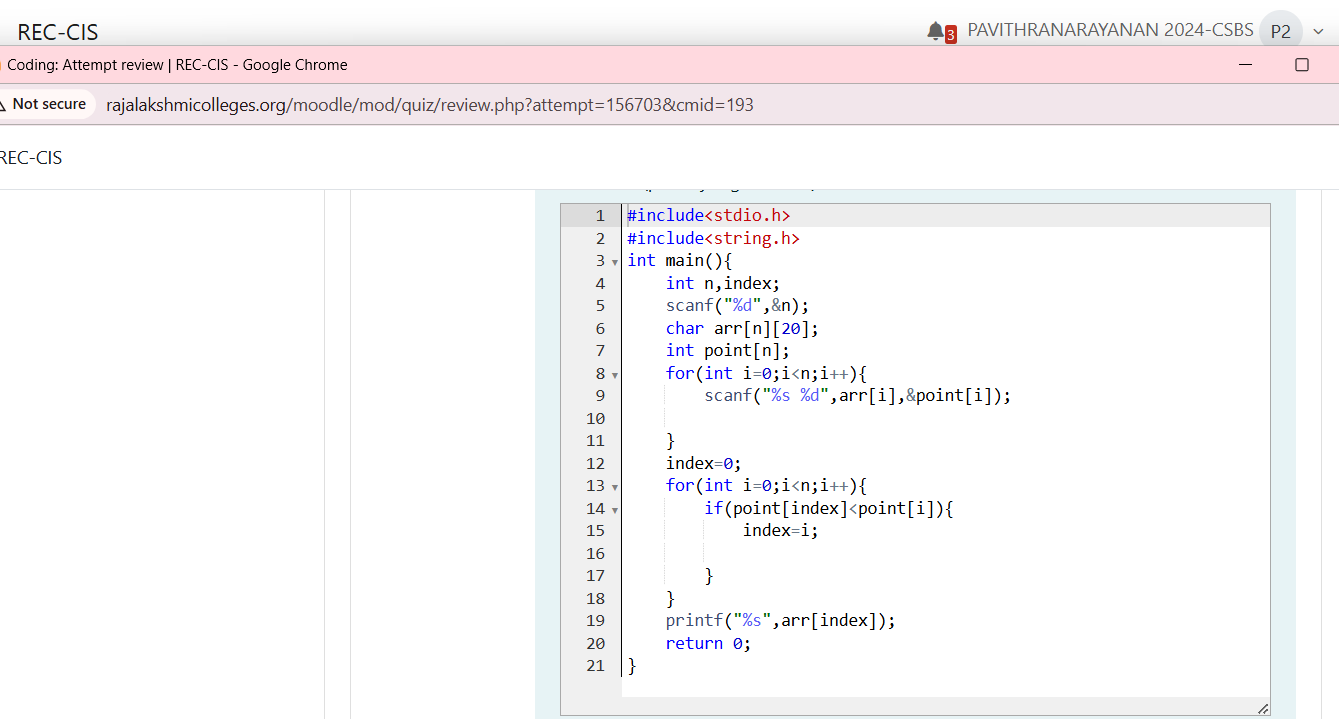 REC-CIS
3 PAVITHRANARAYANAN 2024-CSBS P2
Coding: Attempt review | REC-CIS - Google Chrome
Not secure rajalakshmicolleges.org/moodle/mod/quiz/review.php?attempt=156703&cmid=193
REC-CIS
1 #include<stdio.h>
2 #include<string.h>
3 int main(){
4 int n,index;
5 scanf("%d",&n);
6 char arr[n][20];
7 int point[n];
8 for(int i=0;i<n;i++){
9 scanf("%s %d",arr[i],&point[i]);
10
11 }
12 index=0;
13 for(int i=0;i<n;i++){
14 if(point[index]<point[i]){
15 index=i;
16
17 }
18 }
19 printf("%s",arr[index]);
20 return 0;
21 }